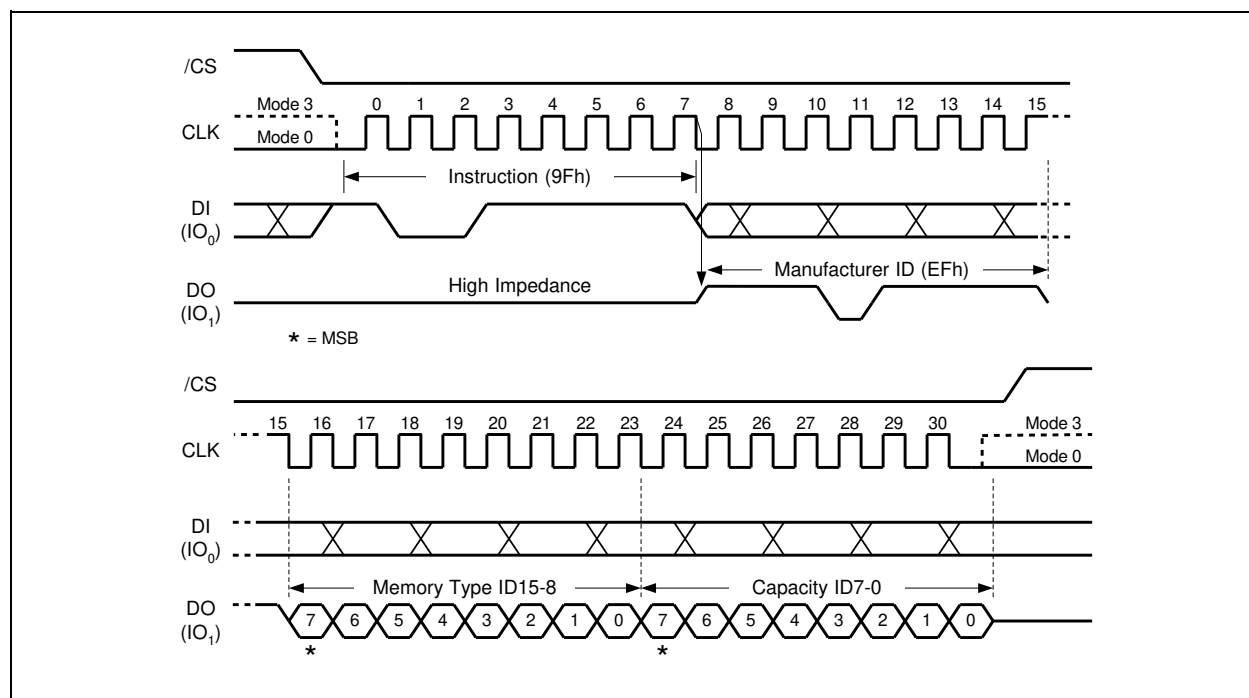 /CS
Mode 3
0 1 2 3 4 5 6 7 8 9 10 11 12 13 14 15
CLK
Mode 0
Instruction (9Fh)
DI
(IO0)
Manufacturer ID (EFh)
High Impedance
DO
(IO1)
* = MSB
/CS
15 16 17 18 19 20 21 22 23 24 25 26 27 28 29 30
Mode 3
CLK
Mode 0
DI
(IO0)
Memory Type ID15-8
Capacity ID7-0
DO
(IO1)
7 6 5 4 3 2 1 0 7 6 5 4 3 2 1 0
* *